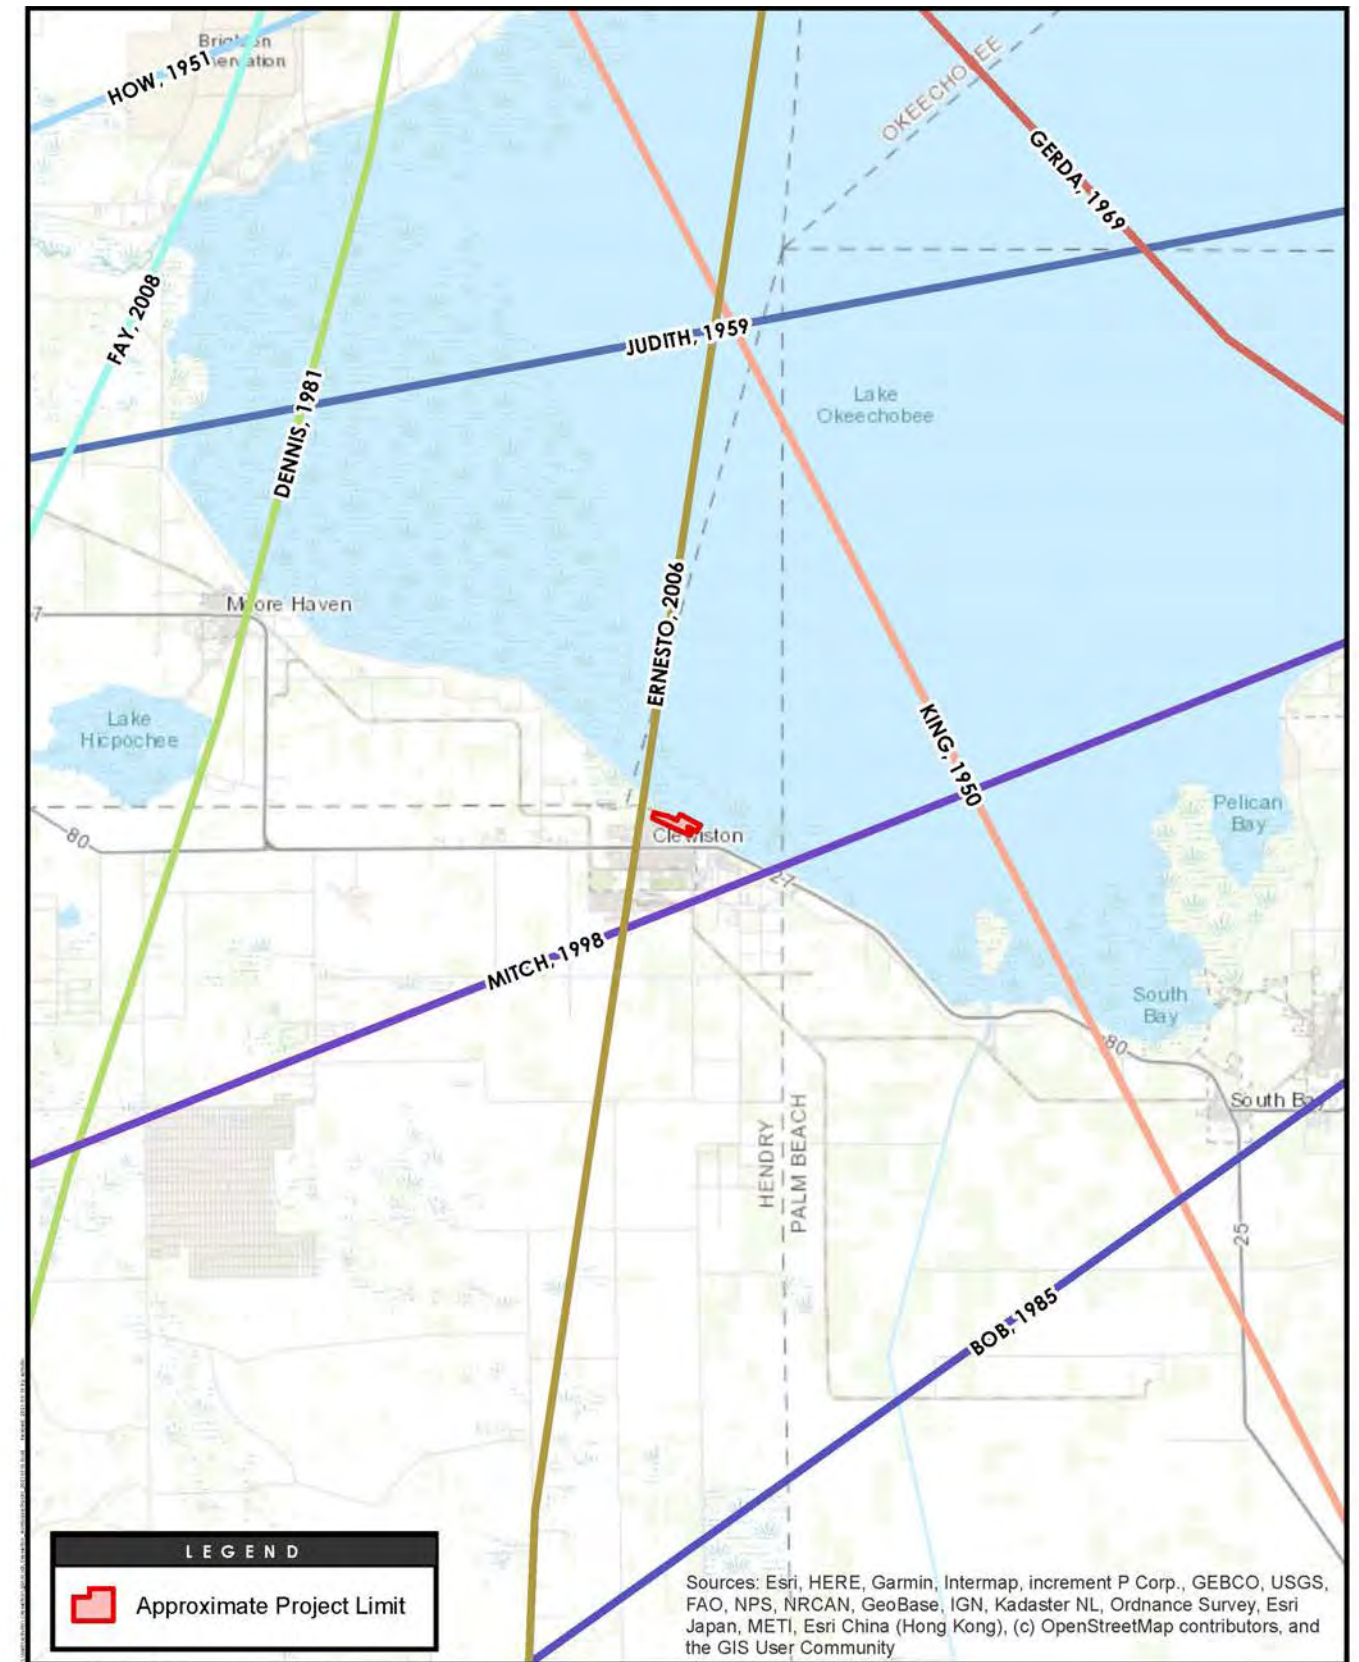 Brighton
HOW, 1951
OKEECHOBEE
GERDA, 1969
FAY, 2008
JUDITH, 1959
DENNIS, 1981
Lake
Okeechobee
ERNESTO, 2006
Moore Haven
7
Lake
Hicpochee
KING, 1950
Pelican
Bay
80
Clewiston
27
MITCH, 1998
South
Bay
80
South Bay
HENDRY
PALM BEACH
25
BOB, 1985
LEGEND
Approximate Project Limit
Sources: Esri, HERE, Garmin, Intermap, increment P Corp., GEBCO, USGS,
FAO, NPS, NRCAN, GeoBase, IGN, Kadaster NL, Ordnance Survey, Esri
Japan, METI, Esri China (Hong Kong), (c) OpenStreetMap contributors, and
the GIS User Community